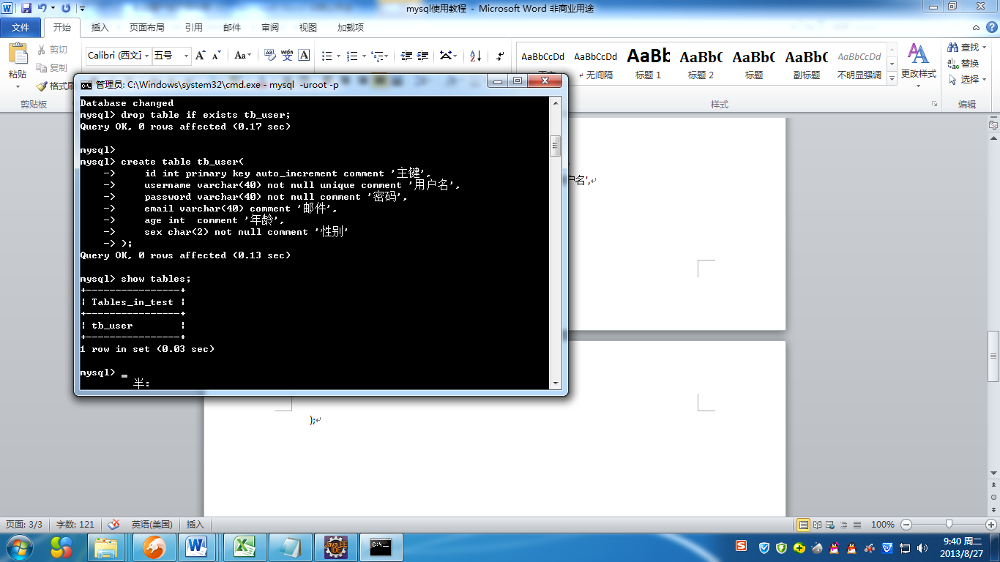 mysql使用教程 - Microsoft Word 非商业用途
文件 开始 插入 页面布局 引用 邮件 审阅 视图 加载项
粘贴 剪切 复制 格式刷
剪贴板
Calibri (西文正 五号
AaBbCcDd AaBbCcDd AaBb AaBbC AaBbC AaBbC AaBbCcDd
无间隔 标题 1 标题 2 标题 副标题 不明显强调 更改样式
样式
查找
替换
选择
编辑
管理员: C:\Windows\system32\cmd.exe - mysql -uroot -p
Database changed
mysql> drop table if exists tb_user;
Query OK, 0 rows affected (0.17 sec)
mysql>
mysql> create table tb_user(
-> id int primary key auto_increment comment '主键',
-> username varchar(40) not null unique comment '用户名',
-> password varchar(40) not null comment '密码',
-> email varchar(40) comment '邮件',
-> age int  comment '年龄',
-> sex char(2) not null comment '性别'
-> );
Query OK, 0 rows affected (0.13 sec)
mysql> show tables;
+----------------+
| Tables_in_test |
+----------------+
| tb_user        |
+----------------+
1 row in set (0.03 sec)
mysql> _
半:
户名',
);
页面: 3/3 字数: 121 英语(美国) 插入 100%
Java EE
IDE
9:40 周二
2013/8/27